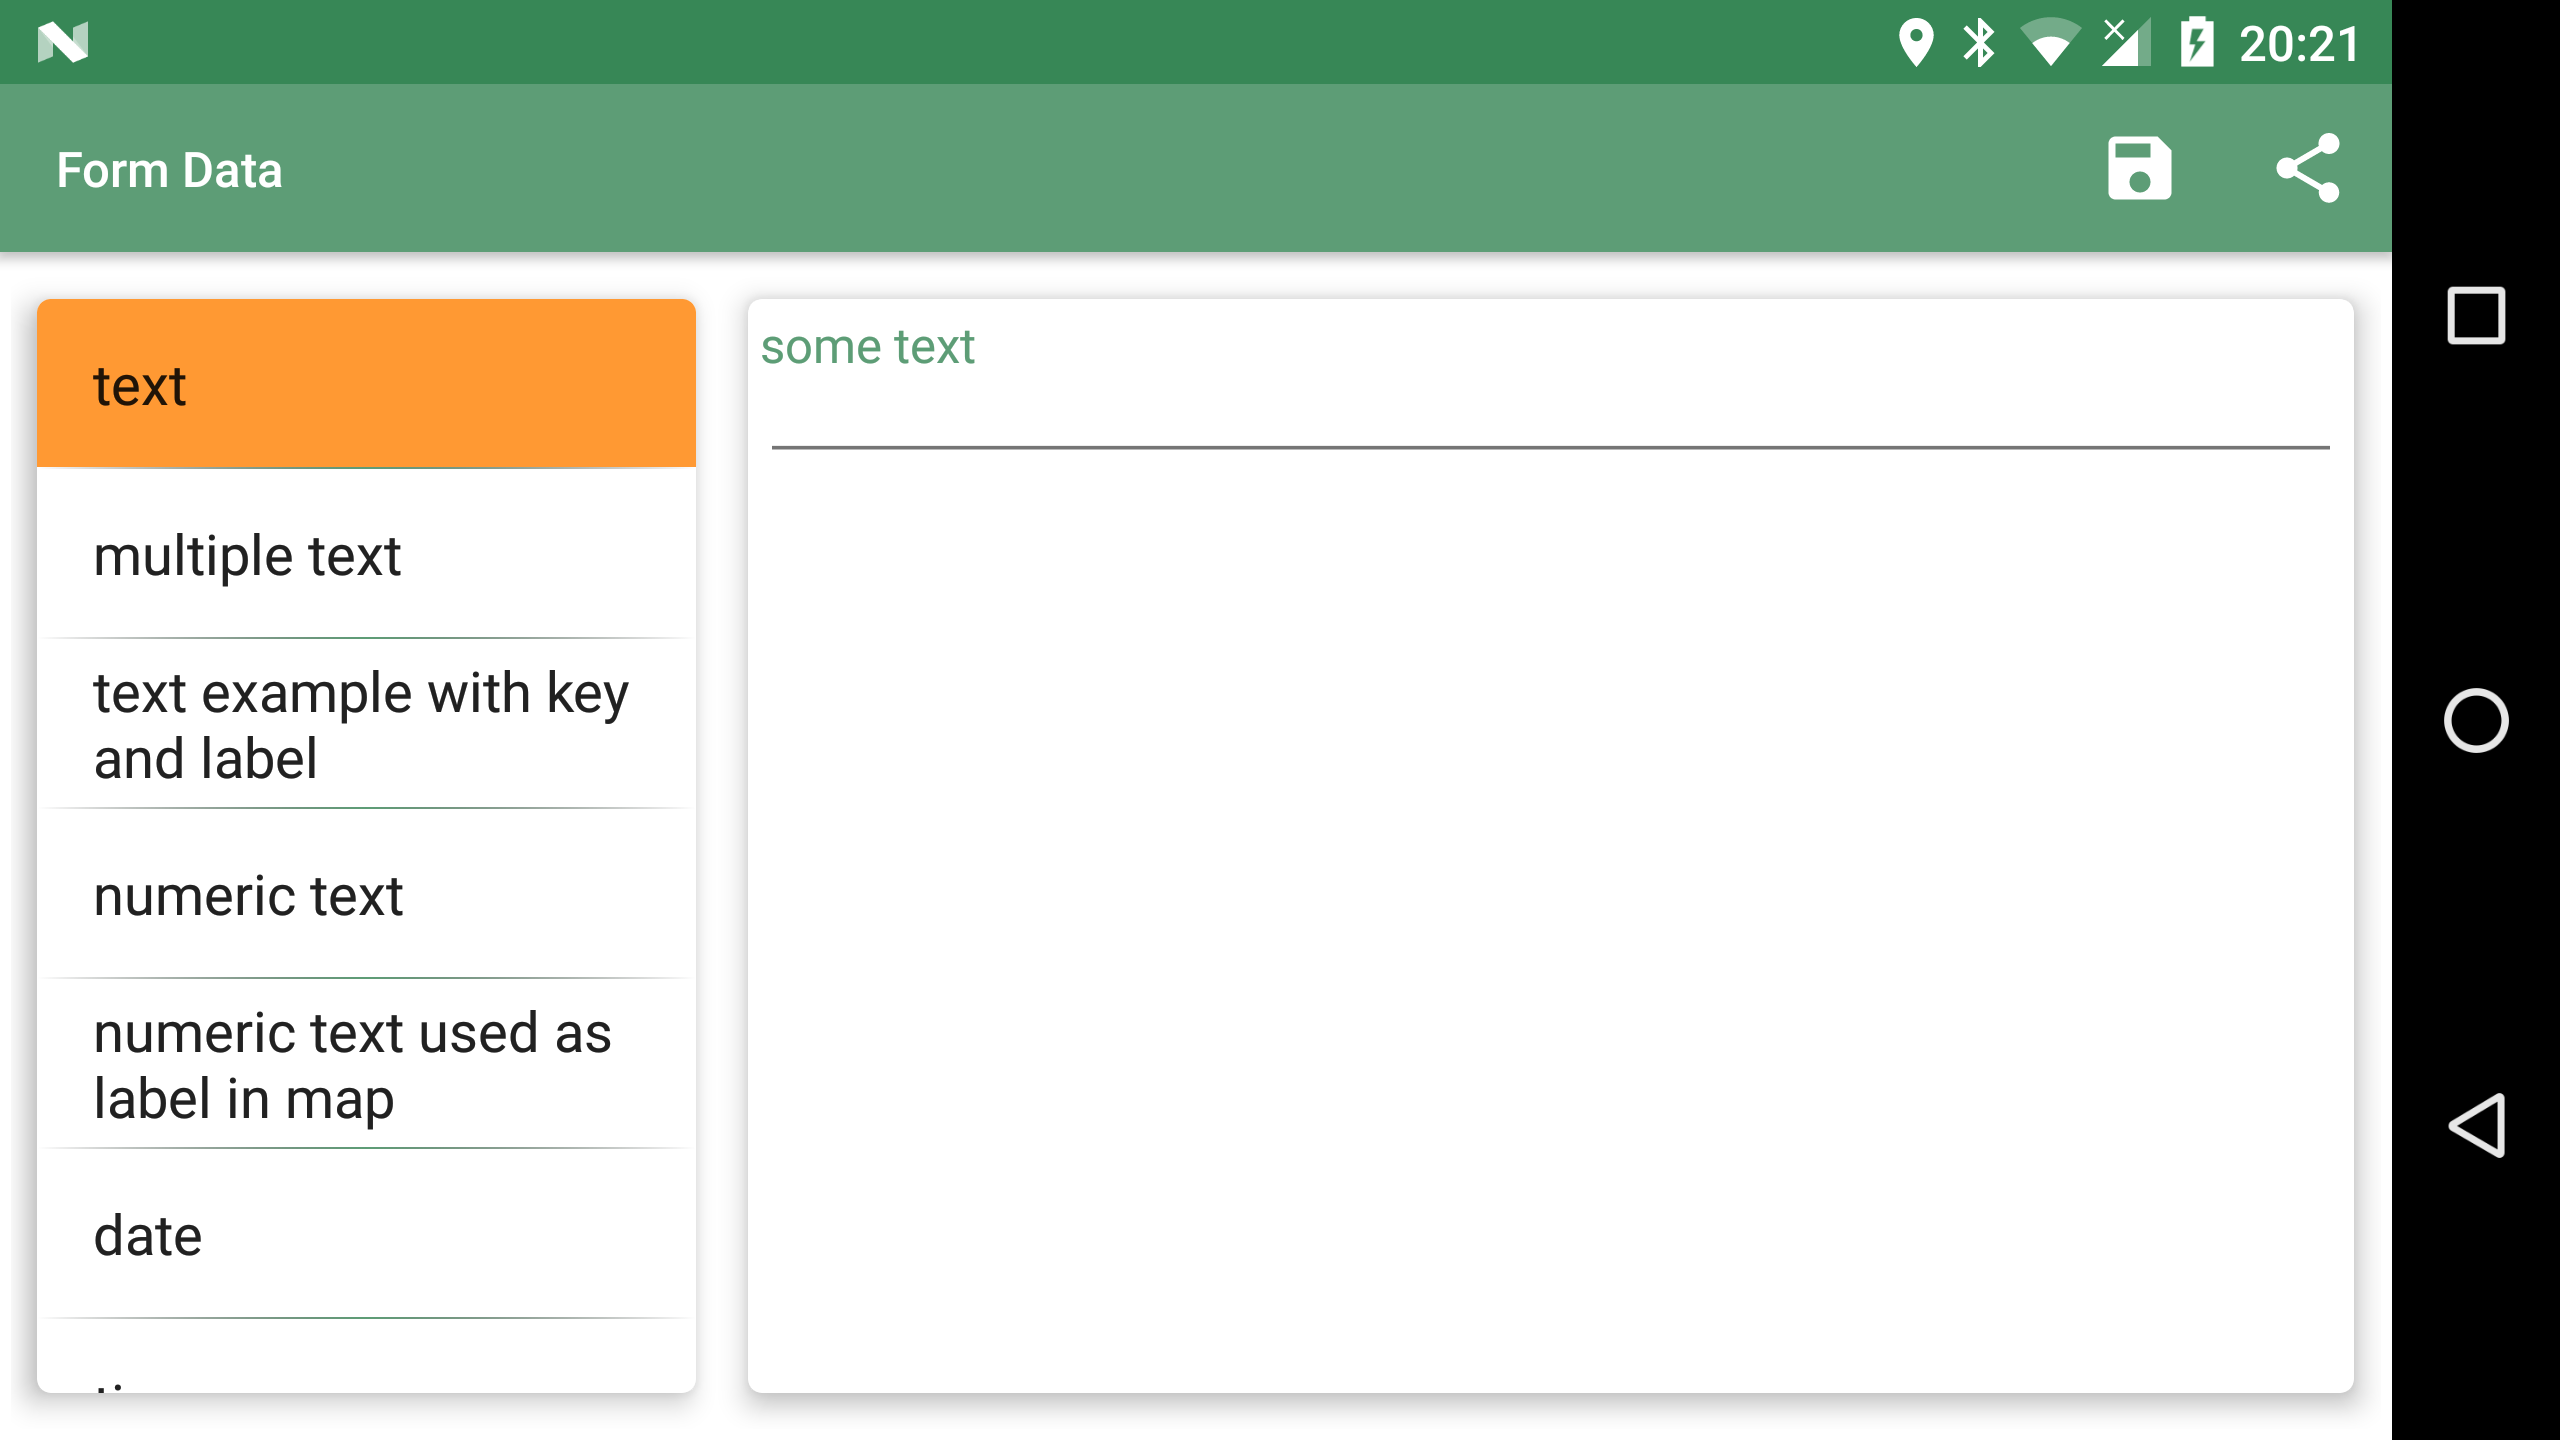 20:21
Form Data
text
multiple text
text example with key
and label
numeric text
numeric text used as
label in map
date
some text